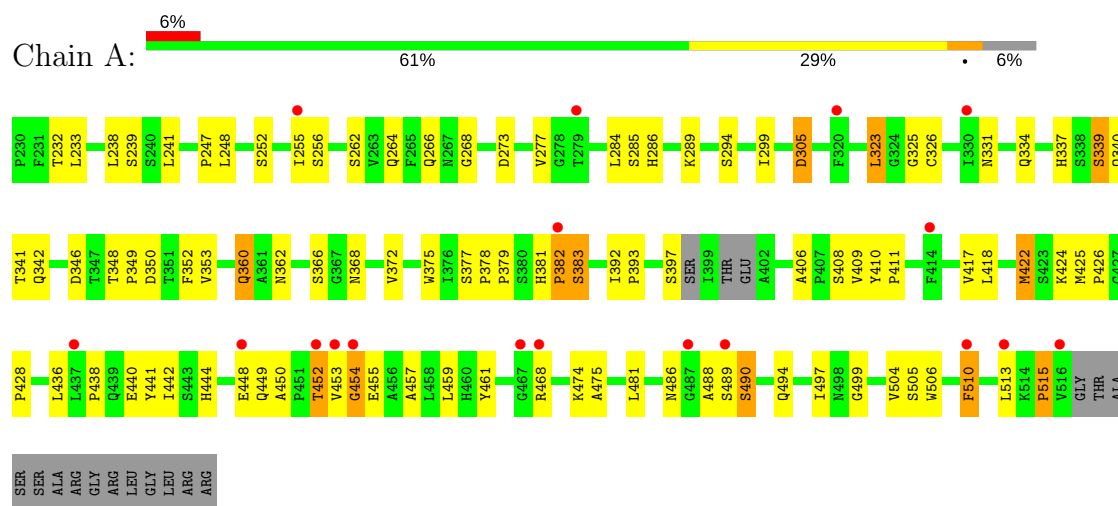 6%
Chain A:
61% 29% • 6%
P230 F231 T232 L233 L238 S239 S240 L241 P247 L248 S252 I255 S256 S262 V263 Q264 F265 Q266 N267 G268 D273 V277 G278 T279 L284 S285 H286 K289 S294 I299 D305 F320 L323 G324 G325 C326 I330 N331 Q334 H337 S338 S339
T341 Q342 D346 T347 T348 P349 D350 T351 F352 V353 Q360 A361 N362 S366 G367 N368 V372 W375 I376 S377 P378 P379 S380 H381 P382 S383 I392 P393 S397 SER I399 THR GLU A402 A406 P407 S408 V409 Y410 P411 F414 V417 L418 M422 S423 K424 M425 P426
P428 L436 L437 P438 Q439 E440 Y441 I442 S443 H444 E448 Q449 A450 P451 T452 V453 G454 E455 A456 A457 L458 L459 H460 Y461 G467 R468 K474 A475 L481 N486 G487 A488 S489 S490 Q494 I497 N498 G499 V504 S505 W506 F510 L513 K514 P515 V516 GLY THR ALA
SER SER ALA ARG GLY ARG LEU GLY LEU ARG ARG